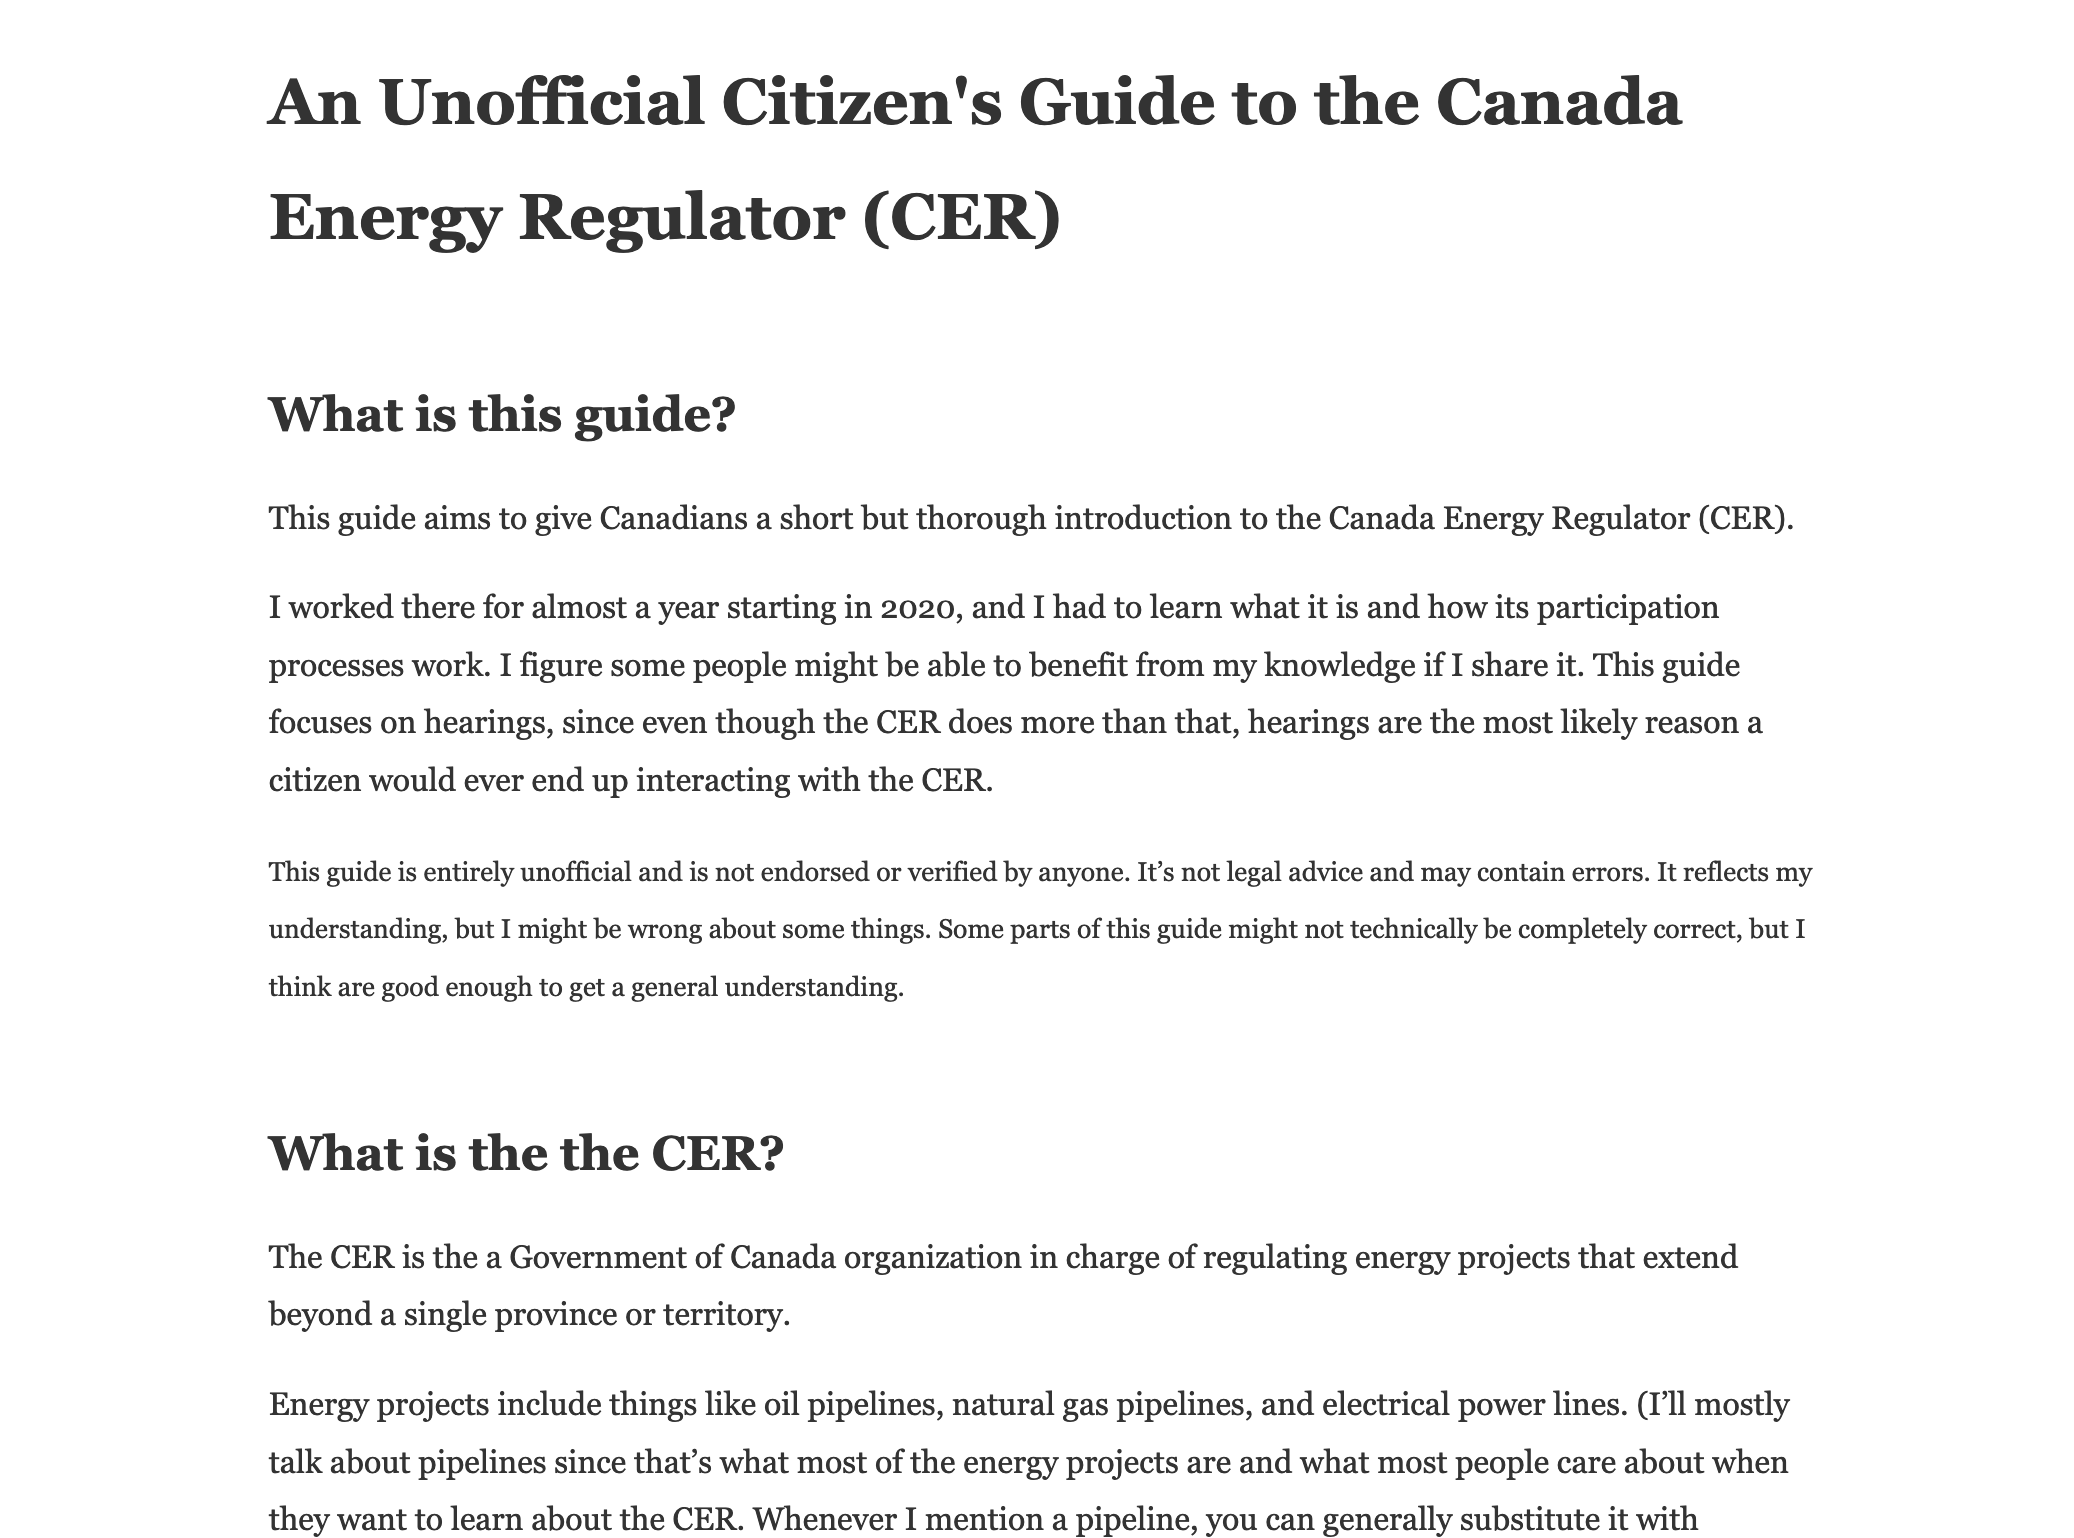 An Unofficial Citizen's Guide to the Canada
Energy Regulator (CER)
What is this guide?
This guide aims to give Canadians a short but thorough introduction to the Canada Energy Regulator (CER).
I worked there for almost a year starting in 2020, and I had to learn what it is and how its participation
processes work. I figure some people might be able to benefit from my knowledge if I share it. This guide
focuses on hearings, since even though the CER does more than that, hearings are the most likely reason a
citizen would ever end up interacting with the CER.
This guide is entirely unofficial and is not endorsed or verified by anyone. It’s not legal advice and may contain errors. It reflects my
understanding, but I might be wrong about some things. Some parts of this guide might not technically be completely correct, but I
think are good enough to get a general understanding.
What is the the CER?
The CER is the a Government of Canada organization in charge of regulating energy projects that extend
beyond a single province or territory.
Energy projects include things like oil pipelines, natural gas pipelines, and electrical power lines. (I’ll mostly
talk about pipelines since that’s what most of the energy projects are and what most people care about when
they want to learn about the CER. Whenever I mention a pipeline, you can generally substitute it with